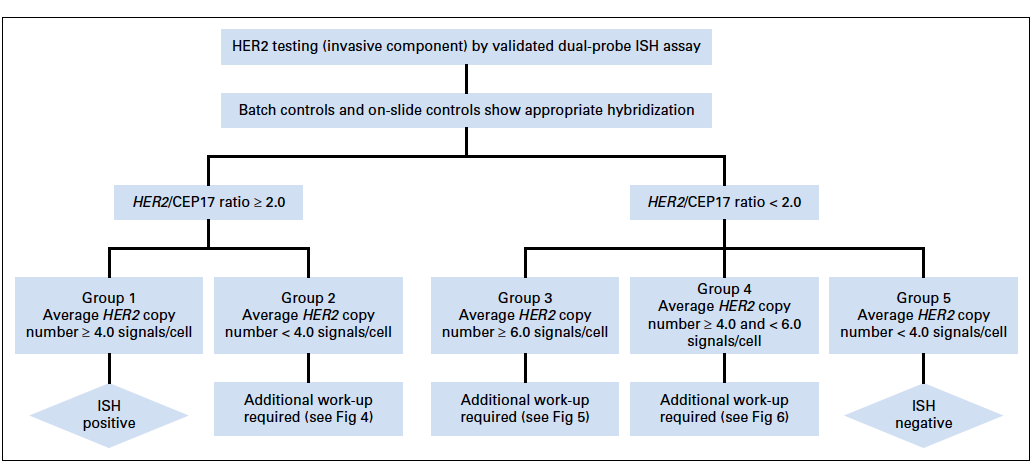 HER2 testing (invasive component) by validated dual-probe ISH assay
Batch controls and on-slide controls show appropriate hybridization
HER2/CEP17 ratio ≥ 2.0
HER2/CEP17 ratio < 2.0
Group 1
Average HER2 copy
number ≥ 4.0 signals/cell
Group 2
Average HER2 copy
number < 4.0 signals/cell
Group 3
Average HER2 copy
number ≥ 6.0 signals/cell
Group 4
Average HER2 copy
number ≥ 4.0 and < 6.0
signals/cell
Group 5
Average HER2 copy
number < 4.0 signals/cell
ISH
positive
Additional work-up
required (see Fig 4)
Additional work-up
required (see Fig 5)
Additional work-up
required (see Fig 6)
ISH
negative